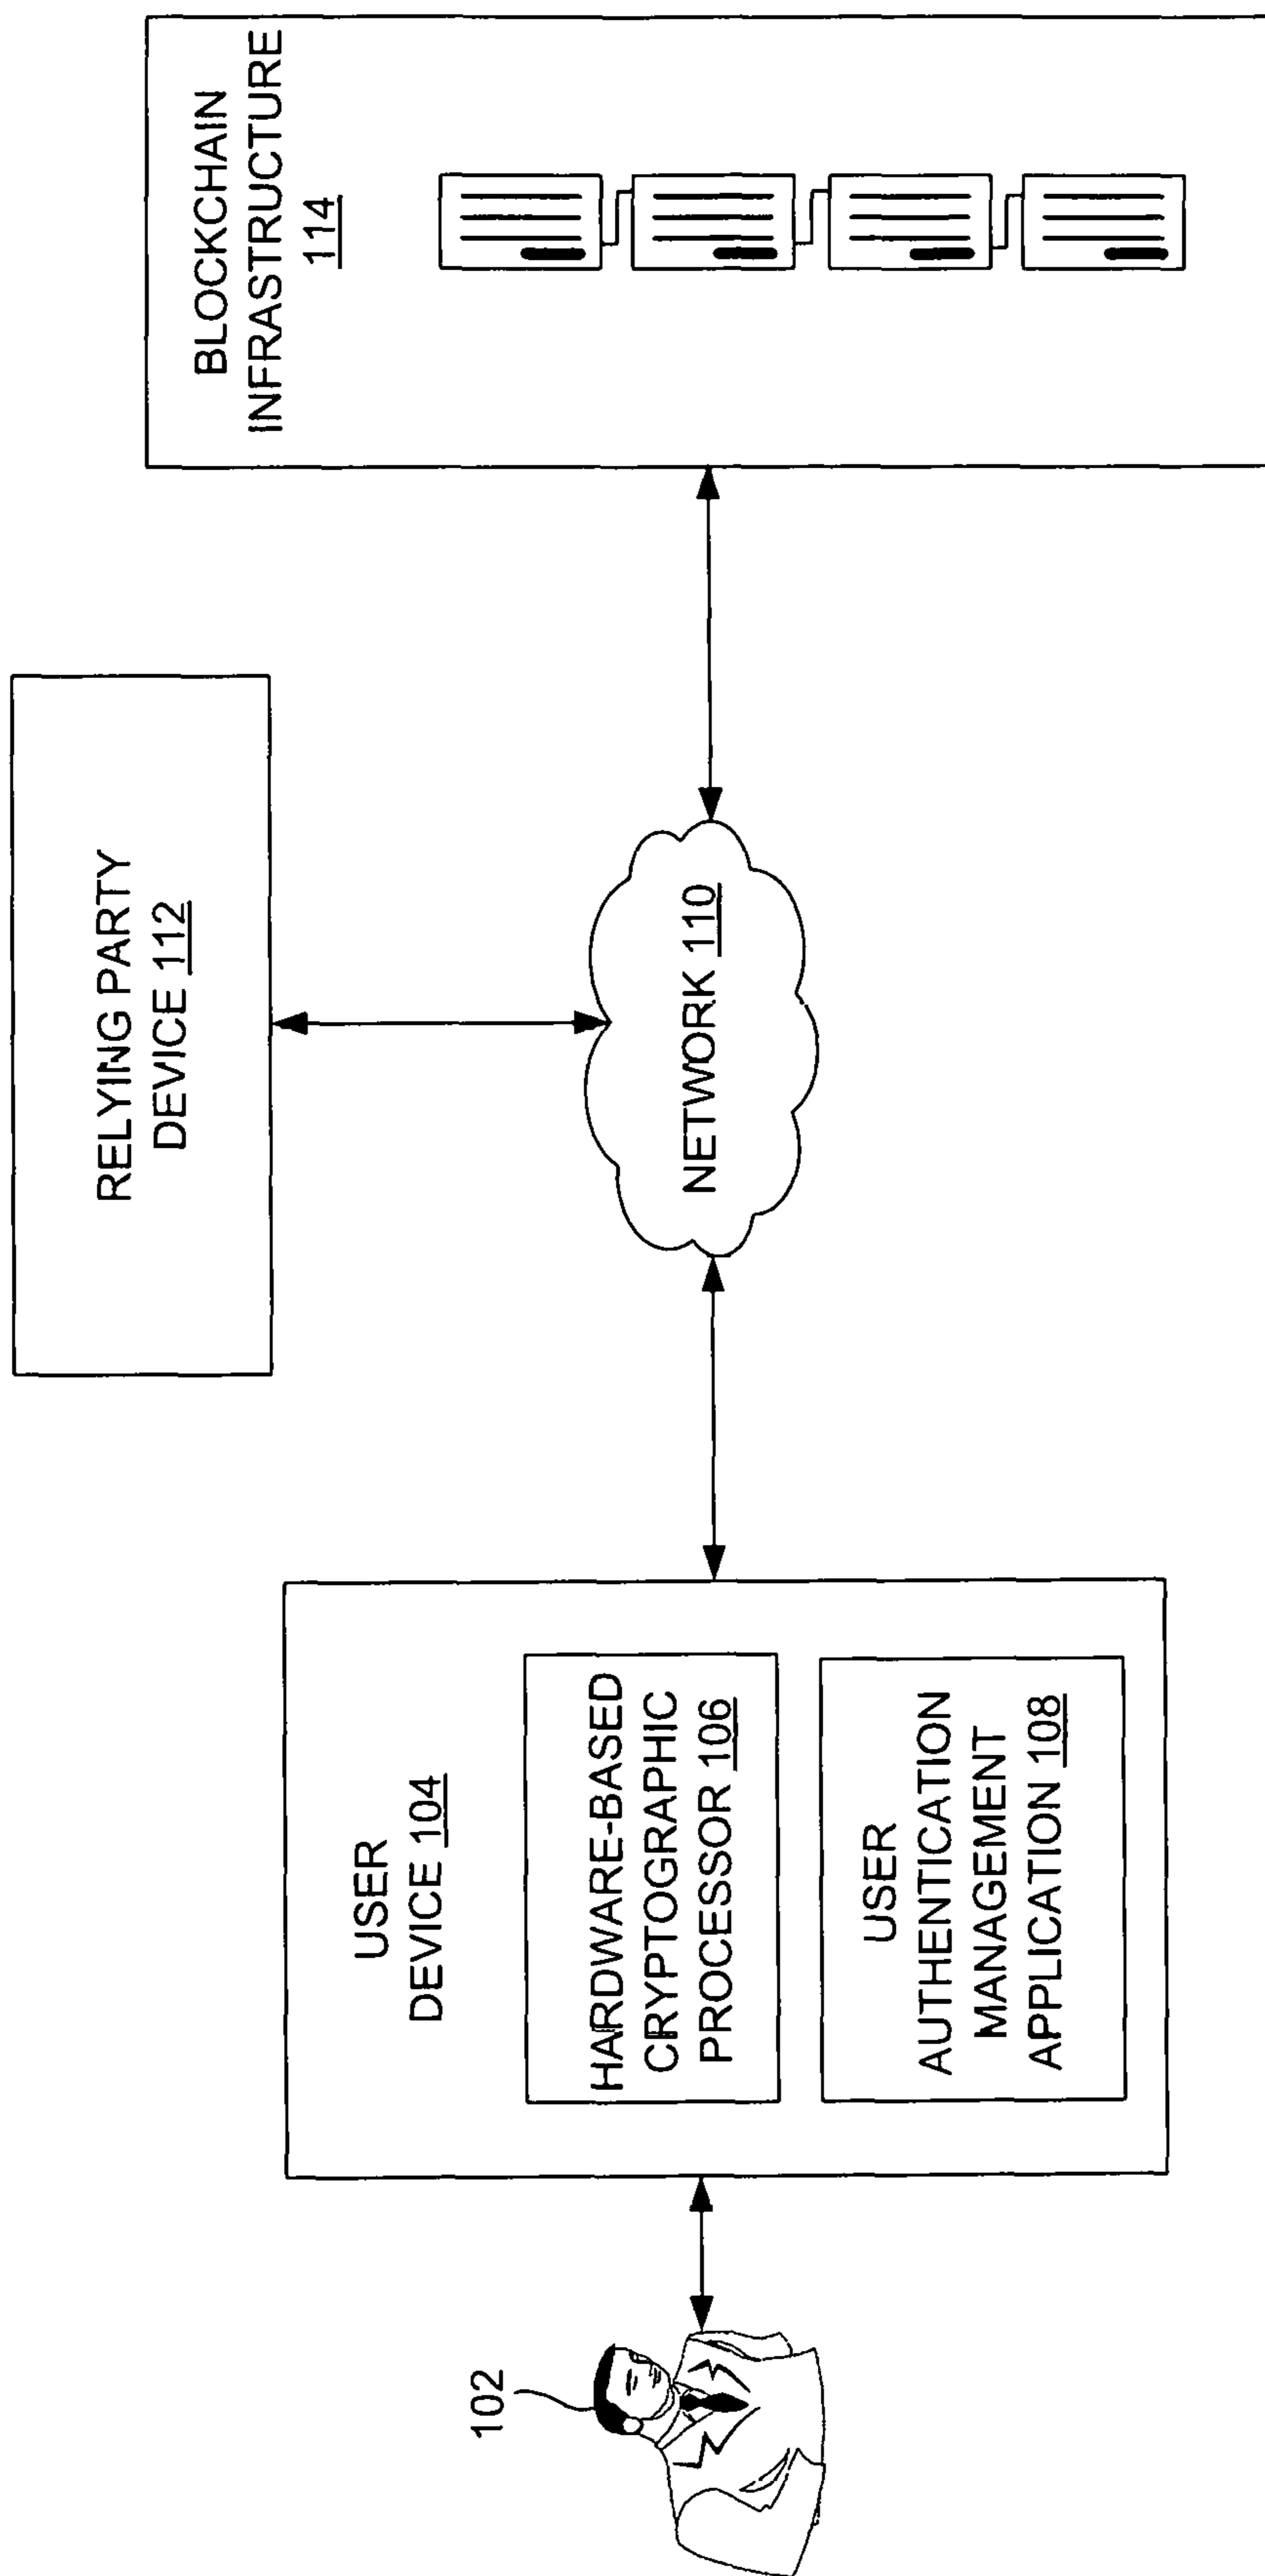 102
USER
DEVICE 104
HARDWARE-BASED
CRYPTOGRAPHIC
PROCESSOR 106
USER
AUTHENTICATION
MANAGEMENT
APPLICATION 108
RELYING PARTY
DEVICE 112
NETWORK 110
BLOCKCHAIN
INFRASTRUCTURE
114